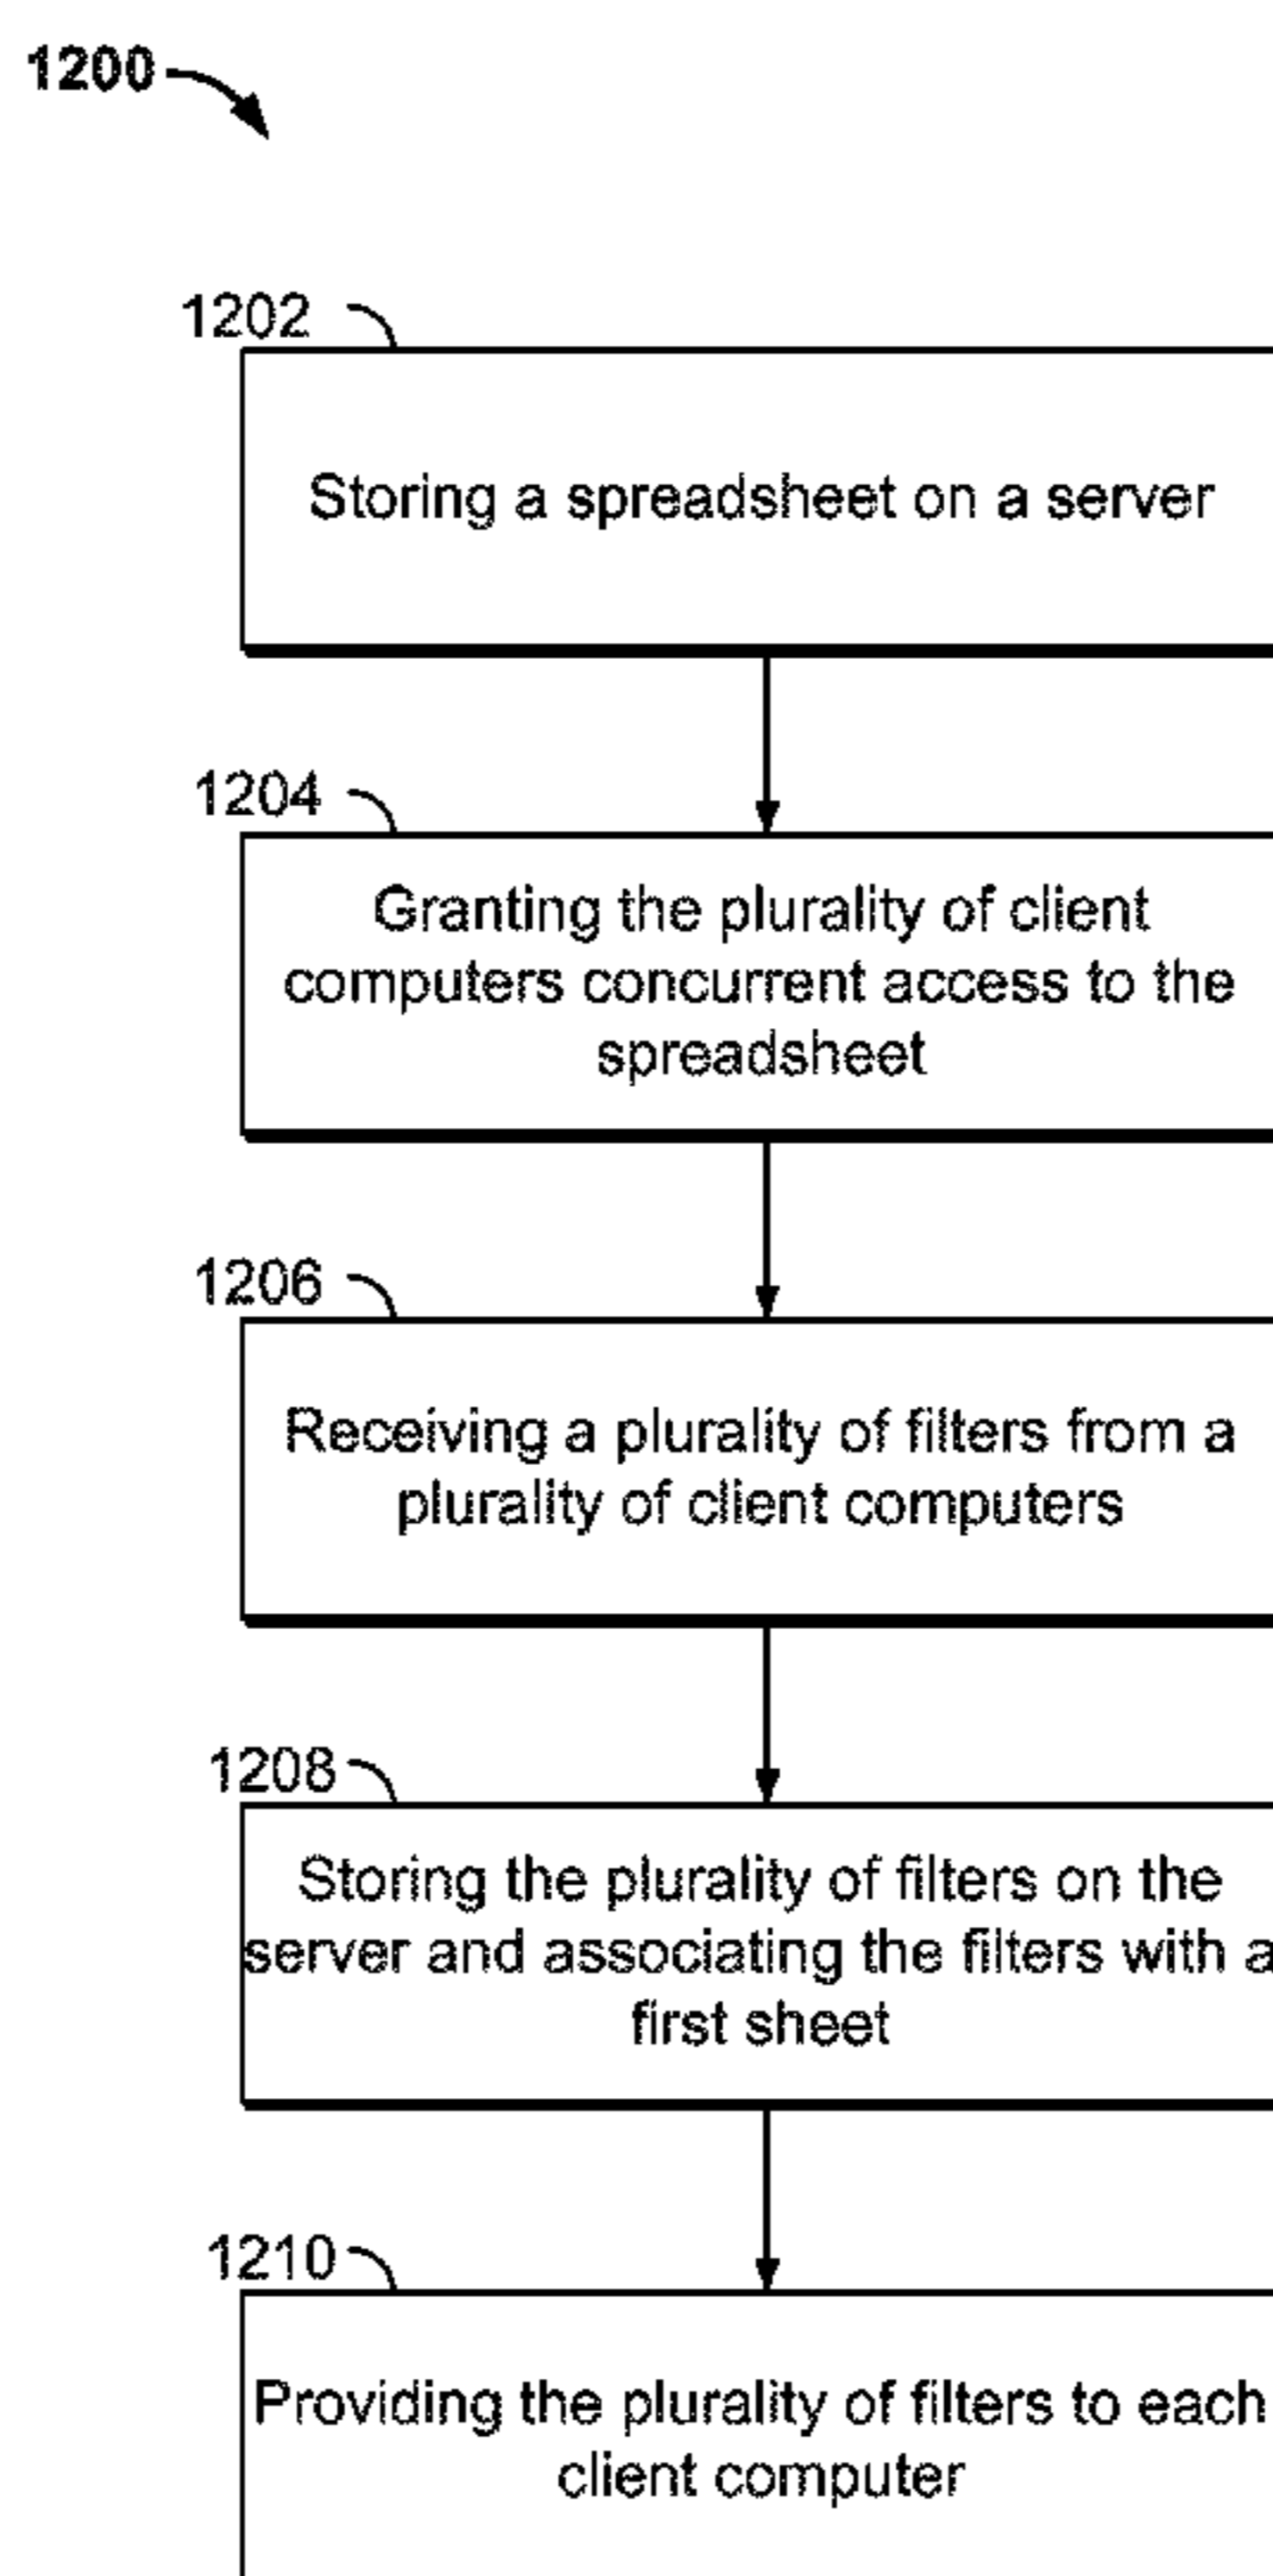 1200
1202
Storing a spreadsheet on a server
1204
Granting the plurality of client
computers concurrent access to the
spreadsheet
1206
Receiving a plurality of filters from a
plurality of client computers
1208
Storing the plurality of filters on the
server and associating the filters with a
first sheet
1210
Providing the plurality of filters to each
client computer